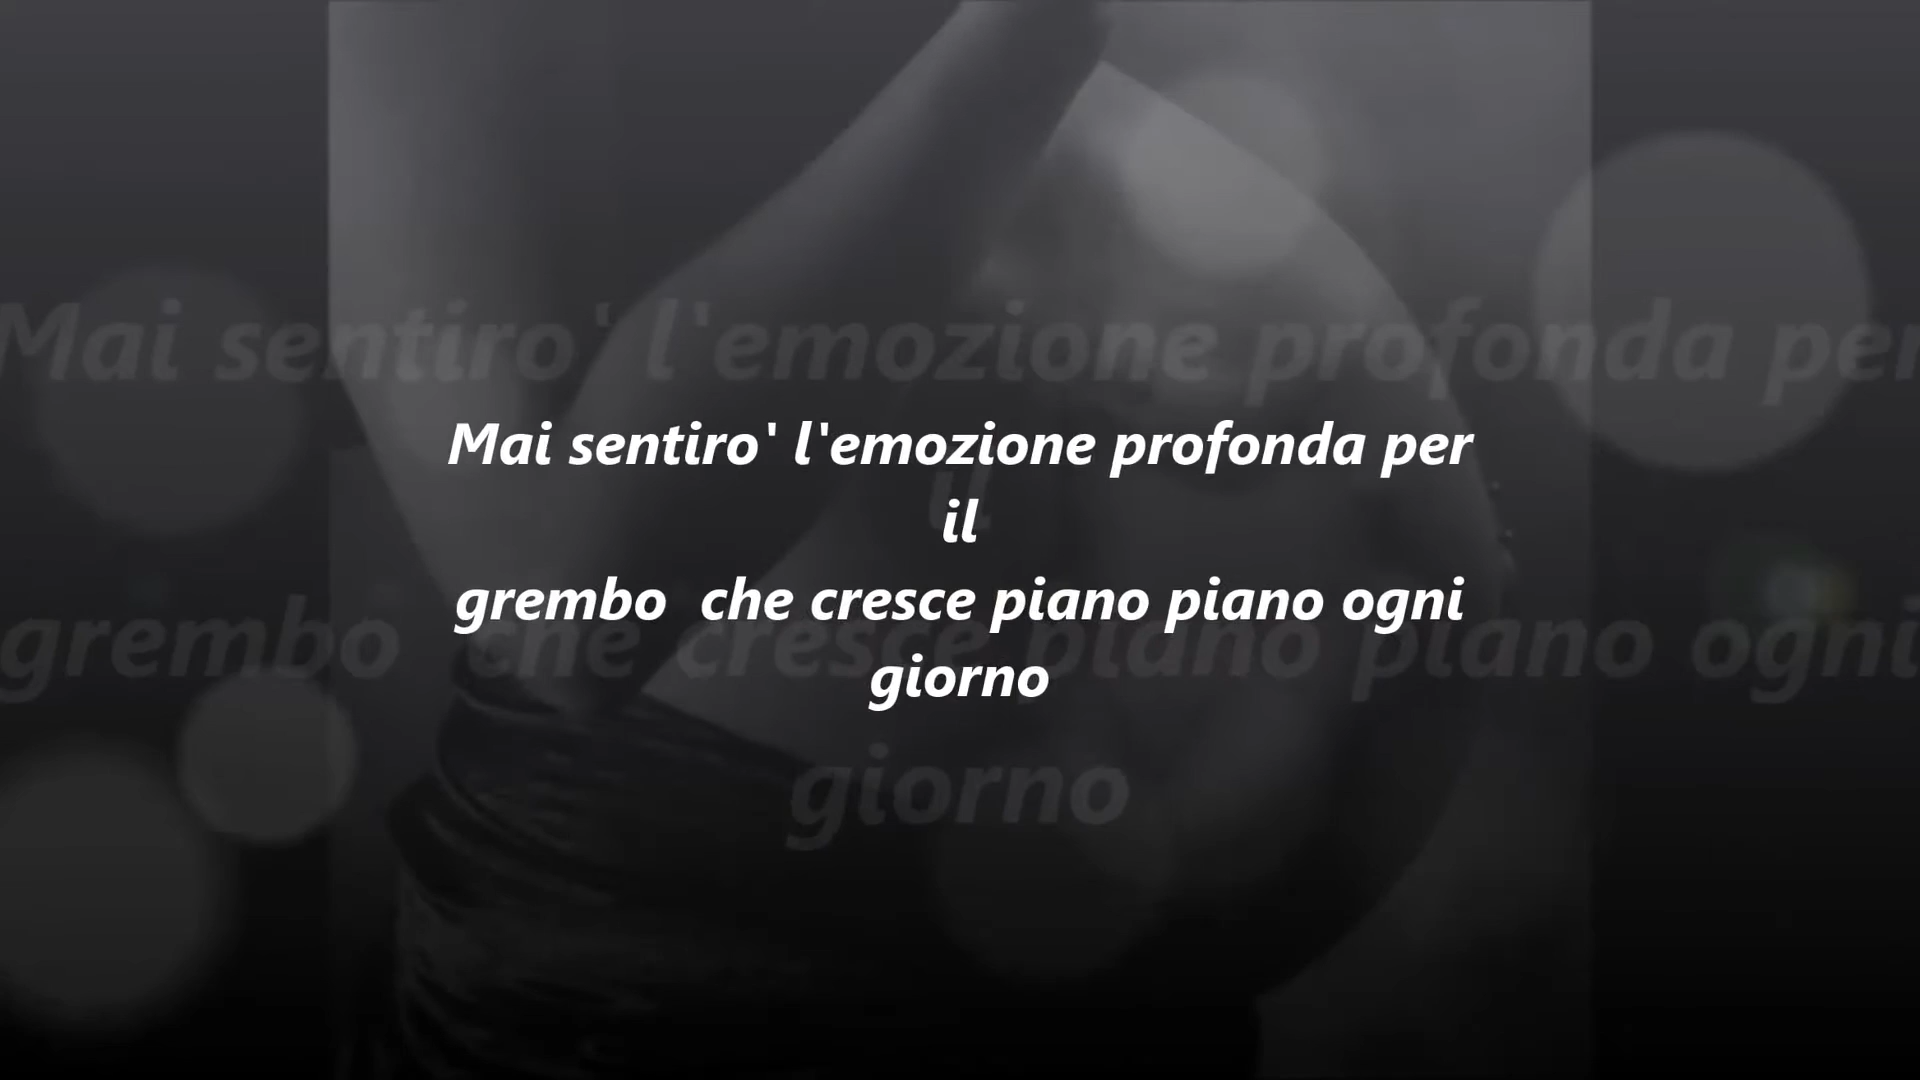 Mai sentiro' l'emozione profonda per
il
grembo  che cresce piano piano ogni
giorno